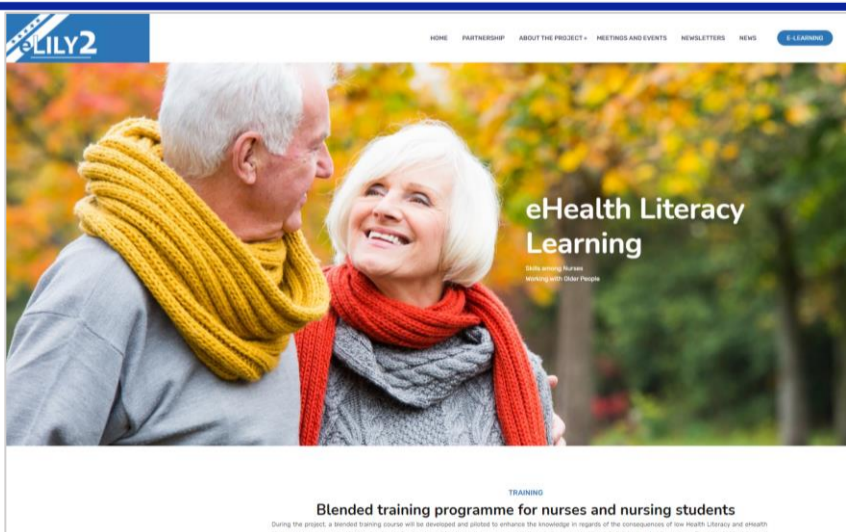 eLILY2
HOME PARTNERSHIP ABOUT THE PROJECT MEETINGS AND EVENTS NEWSLETTERS NEWS E-LEARNING
eHealth Literacy
Learning
Skills among Nurses
Working with Older People
TRAINING
Blended training programme for nurses and nursing students
During the project, a blended training course will be developed and piloted to enhance the knowledge in regards of the consequences of low Health Literacy and eHealth